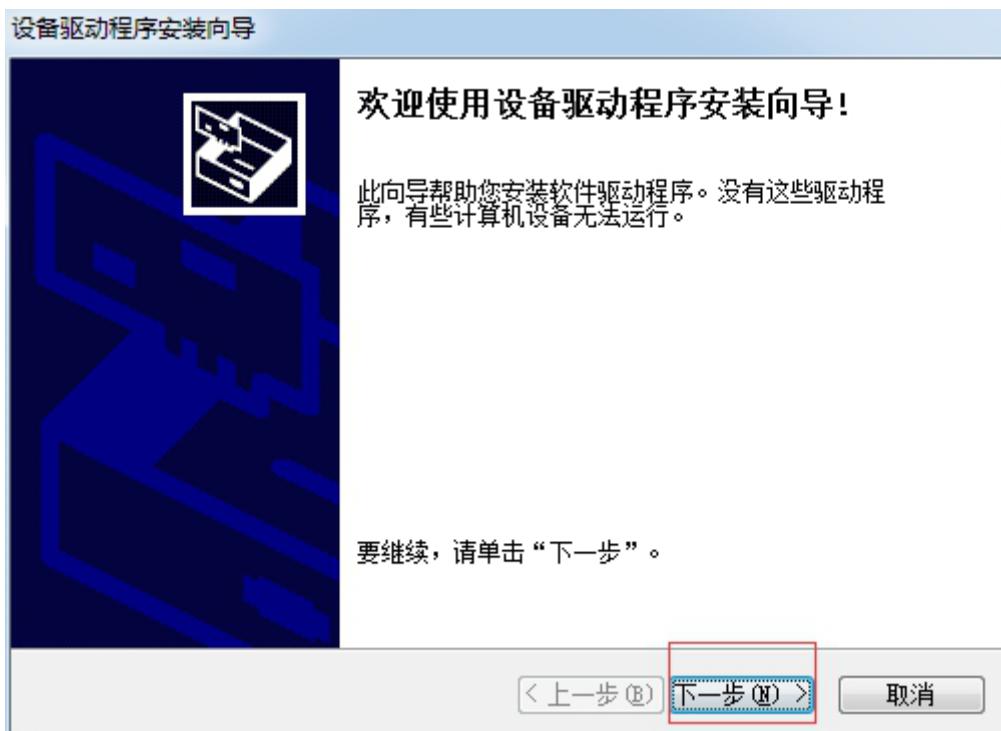 设备驱动程序安装向导
欢迎使用设备驱动程序安装向导!
此向导帮助您安装软件驱动程序。没有这些驱动程
序，有些计算机设备无法运行。
要继续，请单击“下一步”。
< 上一步(B) 下一步(N) > 取消